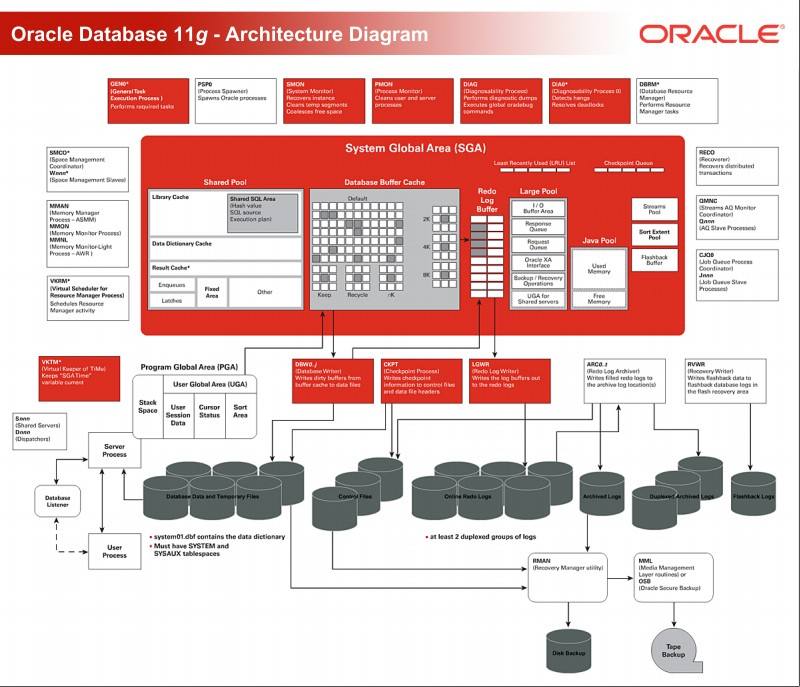 Oracle Database 11g - Architecture Diagram
ORACLE
GEN0*
(General Task
Execution Process )
Performs required tasks
PSP0
(Process Spawner)
Spawns Oracle processes
SMON
(System Monitor)
Recovers instance
Cleans temp segments
Coalesces free space
PMON
(Process Monitor)
Cleans user and server
processes
DIAG
(Diagnosability Process)
Performs diagnostic dumps
Executes global oradebug
commands
DIA0*
(Diagnosability Process 0)
Detects hangs
Resolves deadlocks
DBRM*
(Database Resource
Manager)
Performs Resource
Manager tasks
SMCO*
(Space Management
Coordinator)
Wnnn*
(Space Management Slaves)
MMAN
(Memory Manager
Process – ASMM)
MMON
(Memory Monitor Process)
MMNL
(Memory Monitor-Light
Process – AWR )
VKRM*
(Virtual Scheduler for
Resource Manager Process)
Schedules Resource
Manager activity
System Global Area (SGA)
Least Recently Used (LRU) List
Checkpoint Queue
Shared Pool
Library Cache
Shared SQL Area
(Hash value
SQL source
Execution plan)
Data Dictionary Cache
Result Cache*
Enqueues
Latches
Fixed
Area
Other
Database Buffer Cache
Default
2K
4K
8K
Keep
Recycle
nK
Redo
Log
Buffer
Large Pool
I / O
Buffer Area
Response
Queue
Request
Queue
Oracle XA
Interface
Backup / Recovery
Operations
UGA for
Shared servers
Java Pool
Used
Memory
Free
Memory
Streams
Pool
Sort Extent
Pool
Flashback
Buffer
RECO
(Recoverer)
Recovers distributed
transactions
QMNC
(Streams AQ Monitor
Coordinator)
Qnnn
(AQ Slave Processes)
CJQ0
(Job Queue Process
Coordinator)
Jnnn
(Job Queue Slave
Processes)
VKTM*
(Virtual Keeper of TiMe)
Keeps "SGA Time"
variable current
Program Global Area (PGA)
User Global Area (UGA)
Stack
Space
User
Session
Data
Cursor
Status
Sort
Area
DBW0..j
(Database Writer)
Writes dirty buffers from
buffer cache to data files
CKPT
(Checkpoint Process)
Writes checkpoint
information to control files
and data file headers
LGWR
(Redo Log Writer)
Writes the log buffers out
to the redo logs
ARC0..t
(Redo Log Archiver)
Writes filled redo logs to
the archive log location(s)
RVWR
(Recovery Writer)
Writes flashback data to
flashback database logs in
the flash recovery area
Snnn
(Shared Servers)
Dnnn
(Dispatchers)
Server
Process
Database
Listener
User
Process
Database Data and Temporary Files
Control Files
Online Redo Logs
Archived Logs
Duplexed Archived Logs
Flashback Logs
• system01.dbf contains the data dictionary
• Must have SYSTEM and
SYSAUX tablespaces
• at least 2 duplexed groups of logs
RMAN
(Recovery Manager utility)
MML
(Media Management
Layer routines) or
OSB
(Oracle Secure Backup)
Disk Backup
Tape
Backup